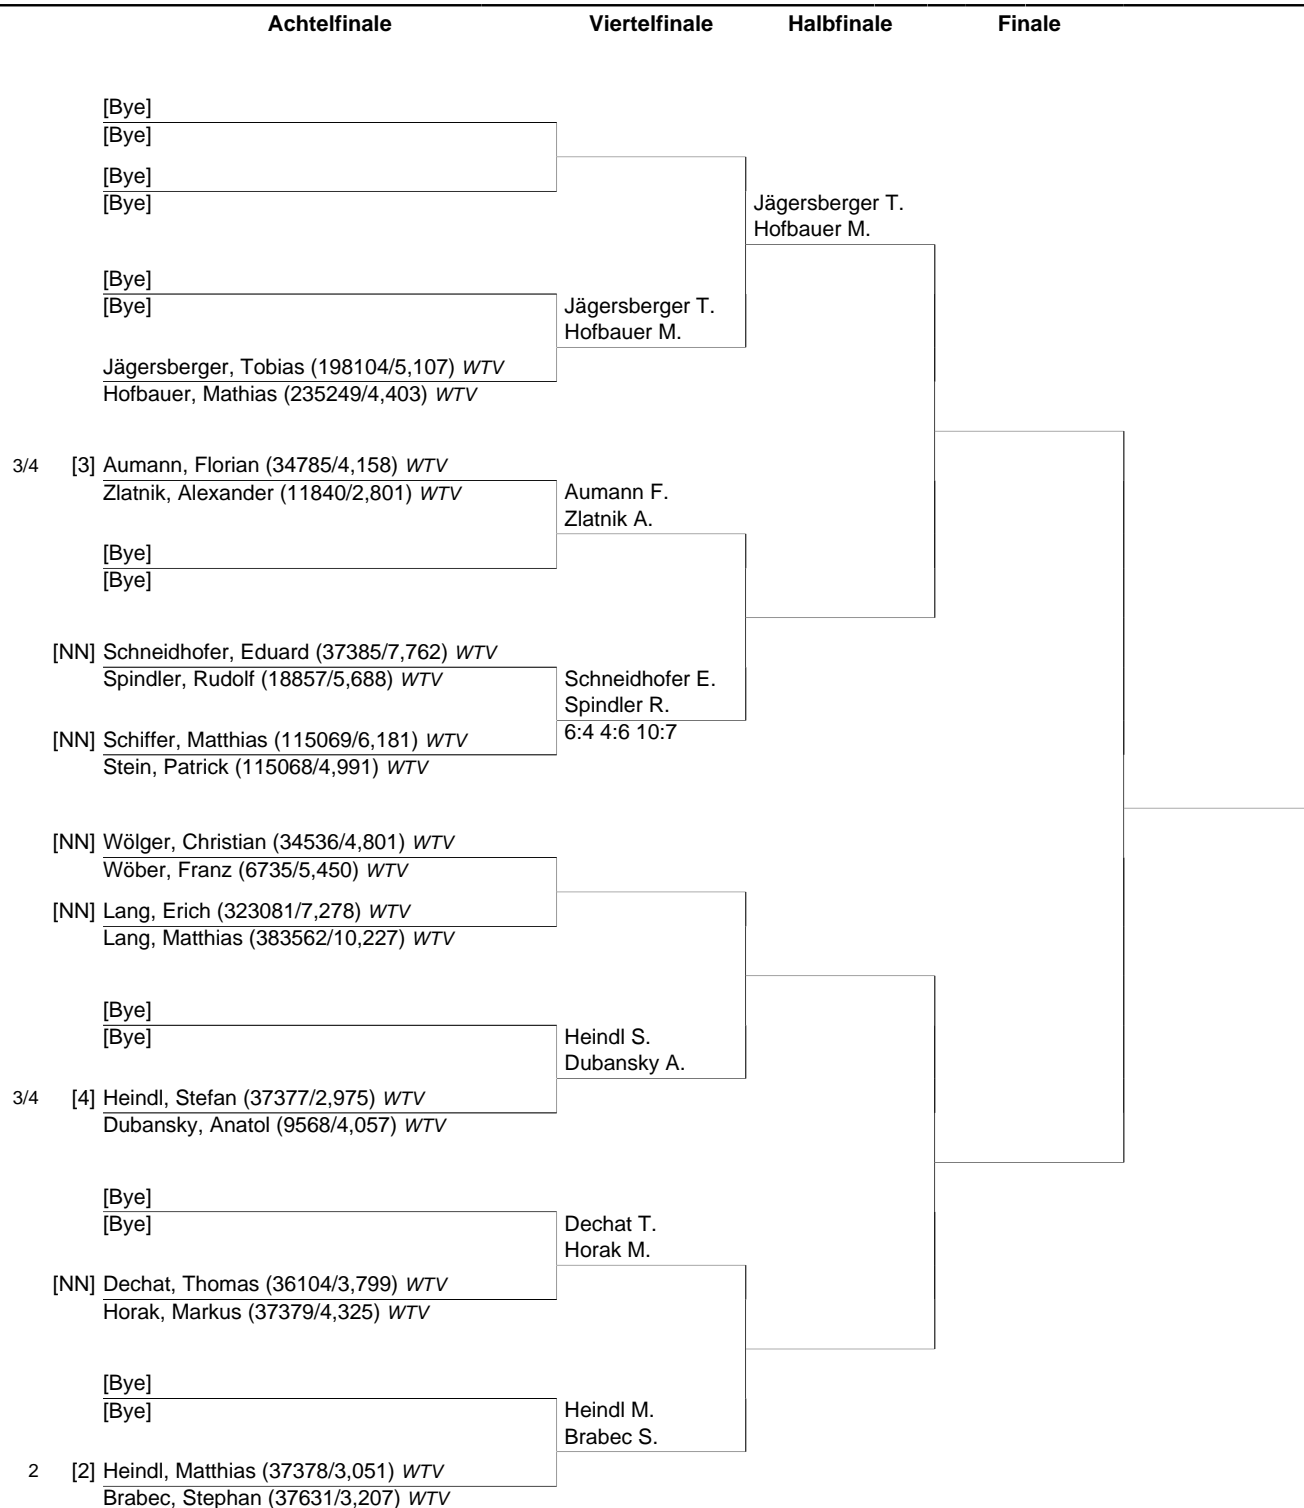 Achtelfinale Viertelfinale Halbfinale Finale
[Bye]
[Bye]
[Bye]
[Bye]
Jägersberger T.
Hofbauer M.
[Bye]
[Bye]
Jägersberger T.
Hofbauer M.
Jägersberger, Tobias (198104/5,107) WTV
Hofbauer, Mathias (235249/4,403) WTV
3/4 [3] Aumann, Florian (34785/4,158) WTV
Zlatnik, Alexander (11840/2,801) WTV
Aumann F.
Zlatnik A.
[Bye]
[Bye]
[NN] Schneidhofer, Eduard (37385/7,762) WTV
Spindler, Rudolf (18857/5,688) WTV
Schneidhofer E.
Spindler R.
6:4 4:6 10:7
[NN] Schiffer, Matthias (115069/6,181) WTV
Stein, Patrick (115068/4,991) WTV
[NN] Wölger, Christian (34536/4,801) WTV
Wöber, Franz (6735/5,450) WTV
[NN] Lang, Erich (323081/7,278) WTV
Lang, Matthias (383562/10,227) WTV
[Bye]
[Bye]
Heindl S.
Dubansky A.
3/4 [4] Heindl, Stefan (37377/2,975) WTV
Dubansky, Anatol (9568/4,057) WTV
[Bye]
[Bye]
Dechat T.
Horak M.
[NN] Dechat, Thomas (36104/3,799) WTV
Horak, Markus (37379/4,325) WTV
[Bye]
[Bye]
Heindl M.
Brabec S.
2 [2] Heindl, Matthias (37378/3,051) WTV
Brabec, Stephan (37631/3,207) WTV